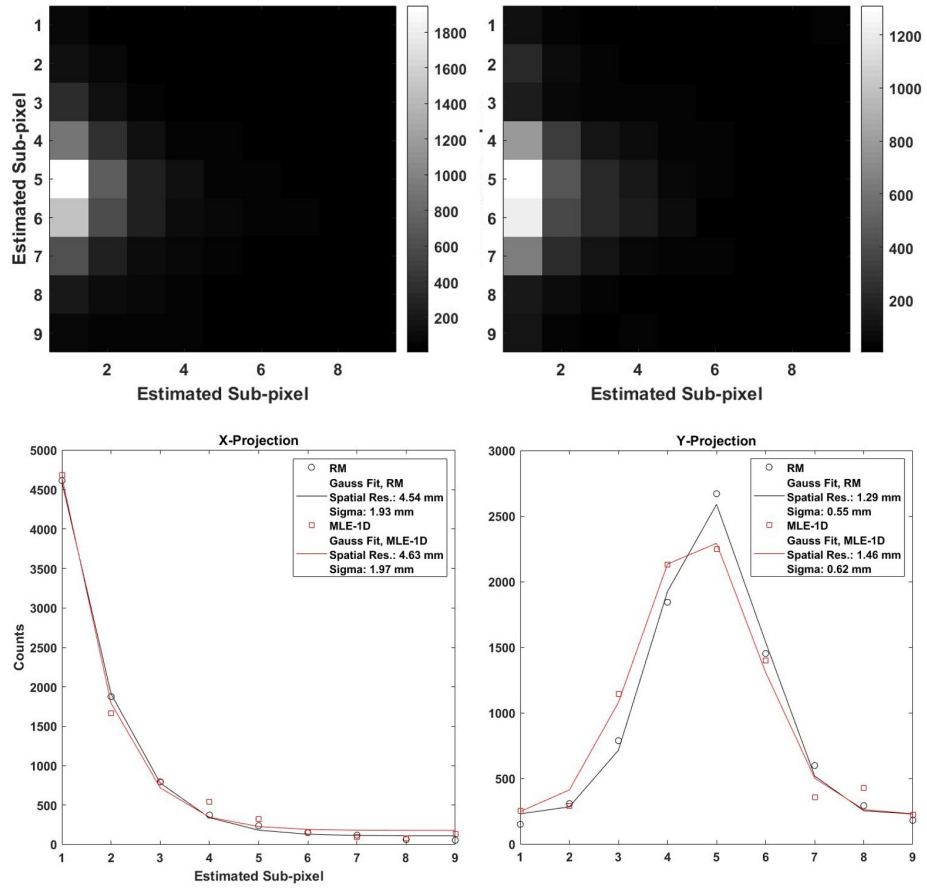 1
2
3
4
5
6
7
8
9
Estimated Sub-pixel
2
4
6
8
Estimated Sub-pixel
1800
1600
1400
1200
1000
800
600
400
200
1
2
3
4
5
6
7
8
9
2
4
6
8
Estimated Sub-pixel
1200
1000
800
600
400
200
X-Projection
5000
4500
4000
3500
3000
2500
2000
1500
1000
500
0
Counts
1 2 3 4 5 6 7 8 9
Estimated Sub-pixel
RM
Gauss Fit, RM
Spatial Res.: 4.54 mm
Sigma: 1.93 mm
MLE-1D
Gauss Fit, MLE-1D
Spatial Res.: 4.63 mm
Sigma: 1.97 mm
Y-Projection
3000
2500
2000
1500
1000
500
0
1 2 3 4 5 6 7 8 9
RM
Gauss Fit, RM
Spatial Res.: 1.29 mm
Sigma: 0.55 mm
MLE-1D
Gauss Fit, MLE-1D
Spatial Res.: 1.46 mm
Sigma: 0.62 mm